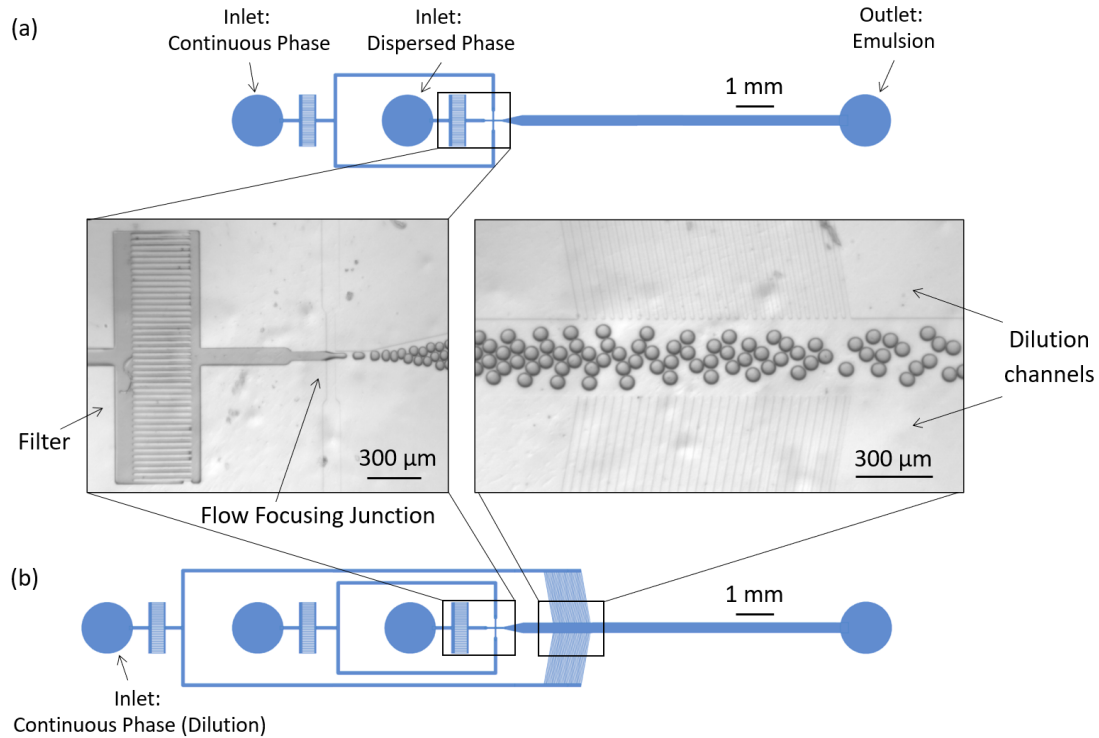 (a)
Inlet:
Continuous Phase
Inlet:
Dispersed Phase
Outlet:
Emulsion
1 mm
Filter
300 µm
Flow Focusing Junction
300 µm
Dilution
channels
(b)
1 mm
Inlet:
Continuous Phase (Dilution)